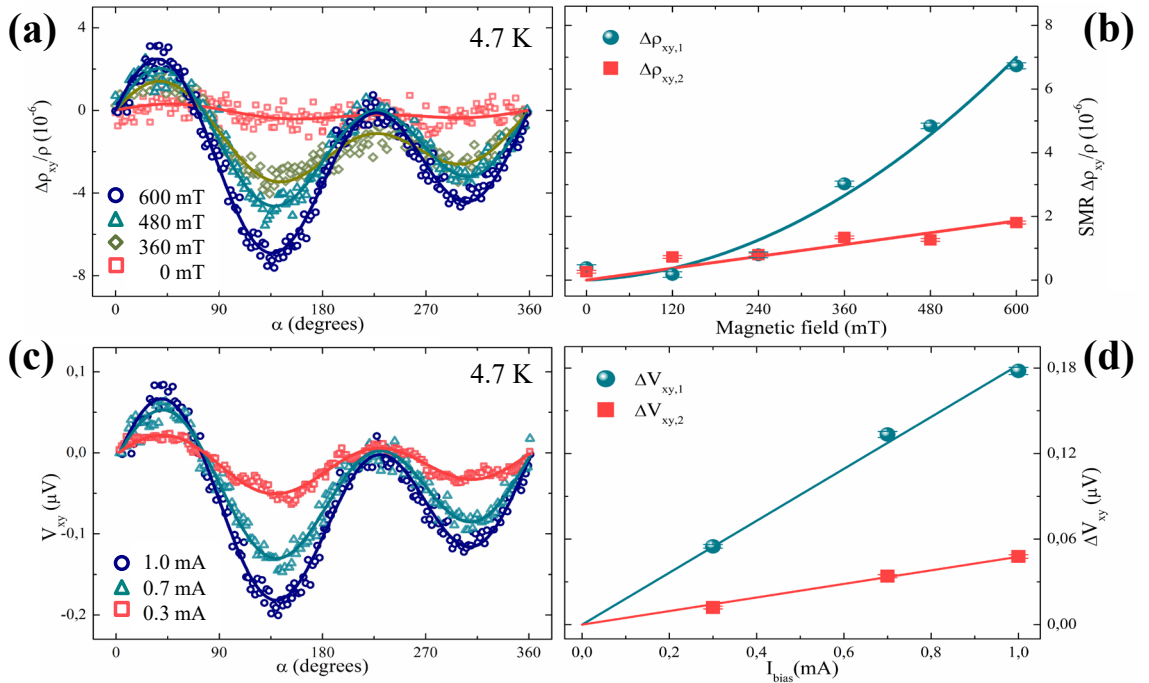 (a)
4.7 K
4
0
-4
-8
Δρxy/ρ (10⁻⁶)
600 mT
480 mT
360 mT
0 mT
0 90 180 270 360
α (degrees)
(b)
Δρxy,1
Δρxy,2
8
6
4
2
0
SMR Δρxy/ρ (10⁻⁶)
0 120 240 360 480 600
Magnetic field (mT)
(c)
4.7 K
0,1
0,0
-0,1
-0,2
Vxy (μV)
1.0 mA
0.7 mA
0.3 mA
0 90 180 270 360
α (degrees)
(d)
ΔVxy,1
ΔVxy,2
0,18
0,12
0,06
0,00
ΔVxy (μV)
0,0 0,2 0,4 0,6 0,8 1,0
Ibias(mA)